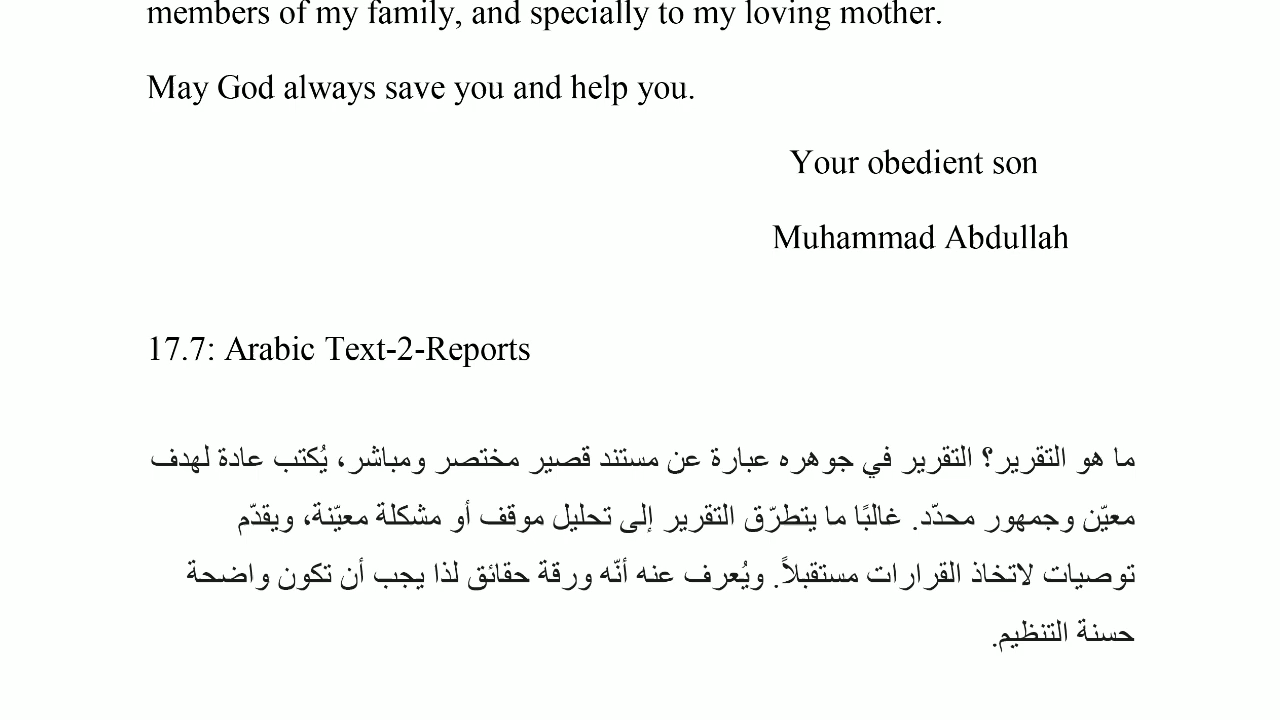 members of my family, and specially to my loving mother.
May God always save you and help you.
Your obedient son
Muhammad Abdullah
17.7: Arabic Text-2-Reports
ما هو التقرير؟ التقرير في جوهره عبارة عن مستند قصير مختصر ومباشر، يُكتب عادة لهدف
معيّن وجمهور محدّد. غالبًا ما يتطرّق التقرير إلى تحليل موقف أو مشكلة معيّنة، ويقدّم
توصيات لاتخاذ القرارات مستقبلاً. ويُعرف عنه أنّه ورقة حقائق لذا يجب أن تكون واضحة
حسنة التنظيم.